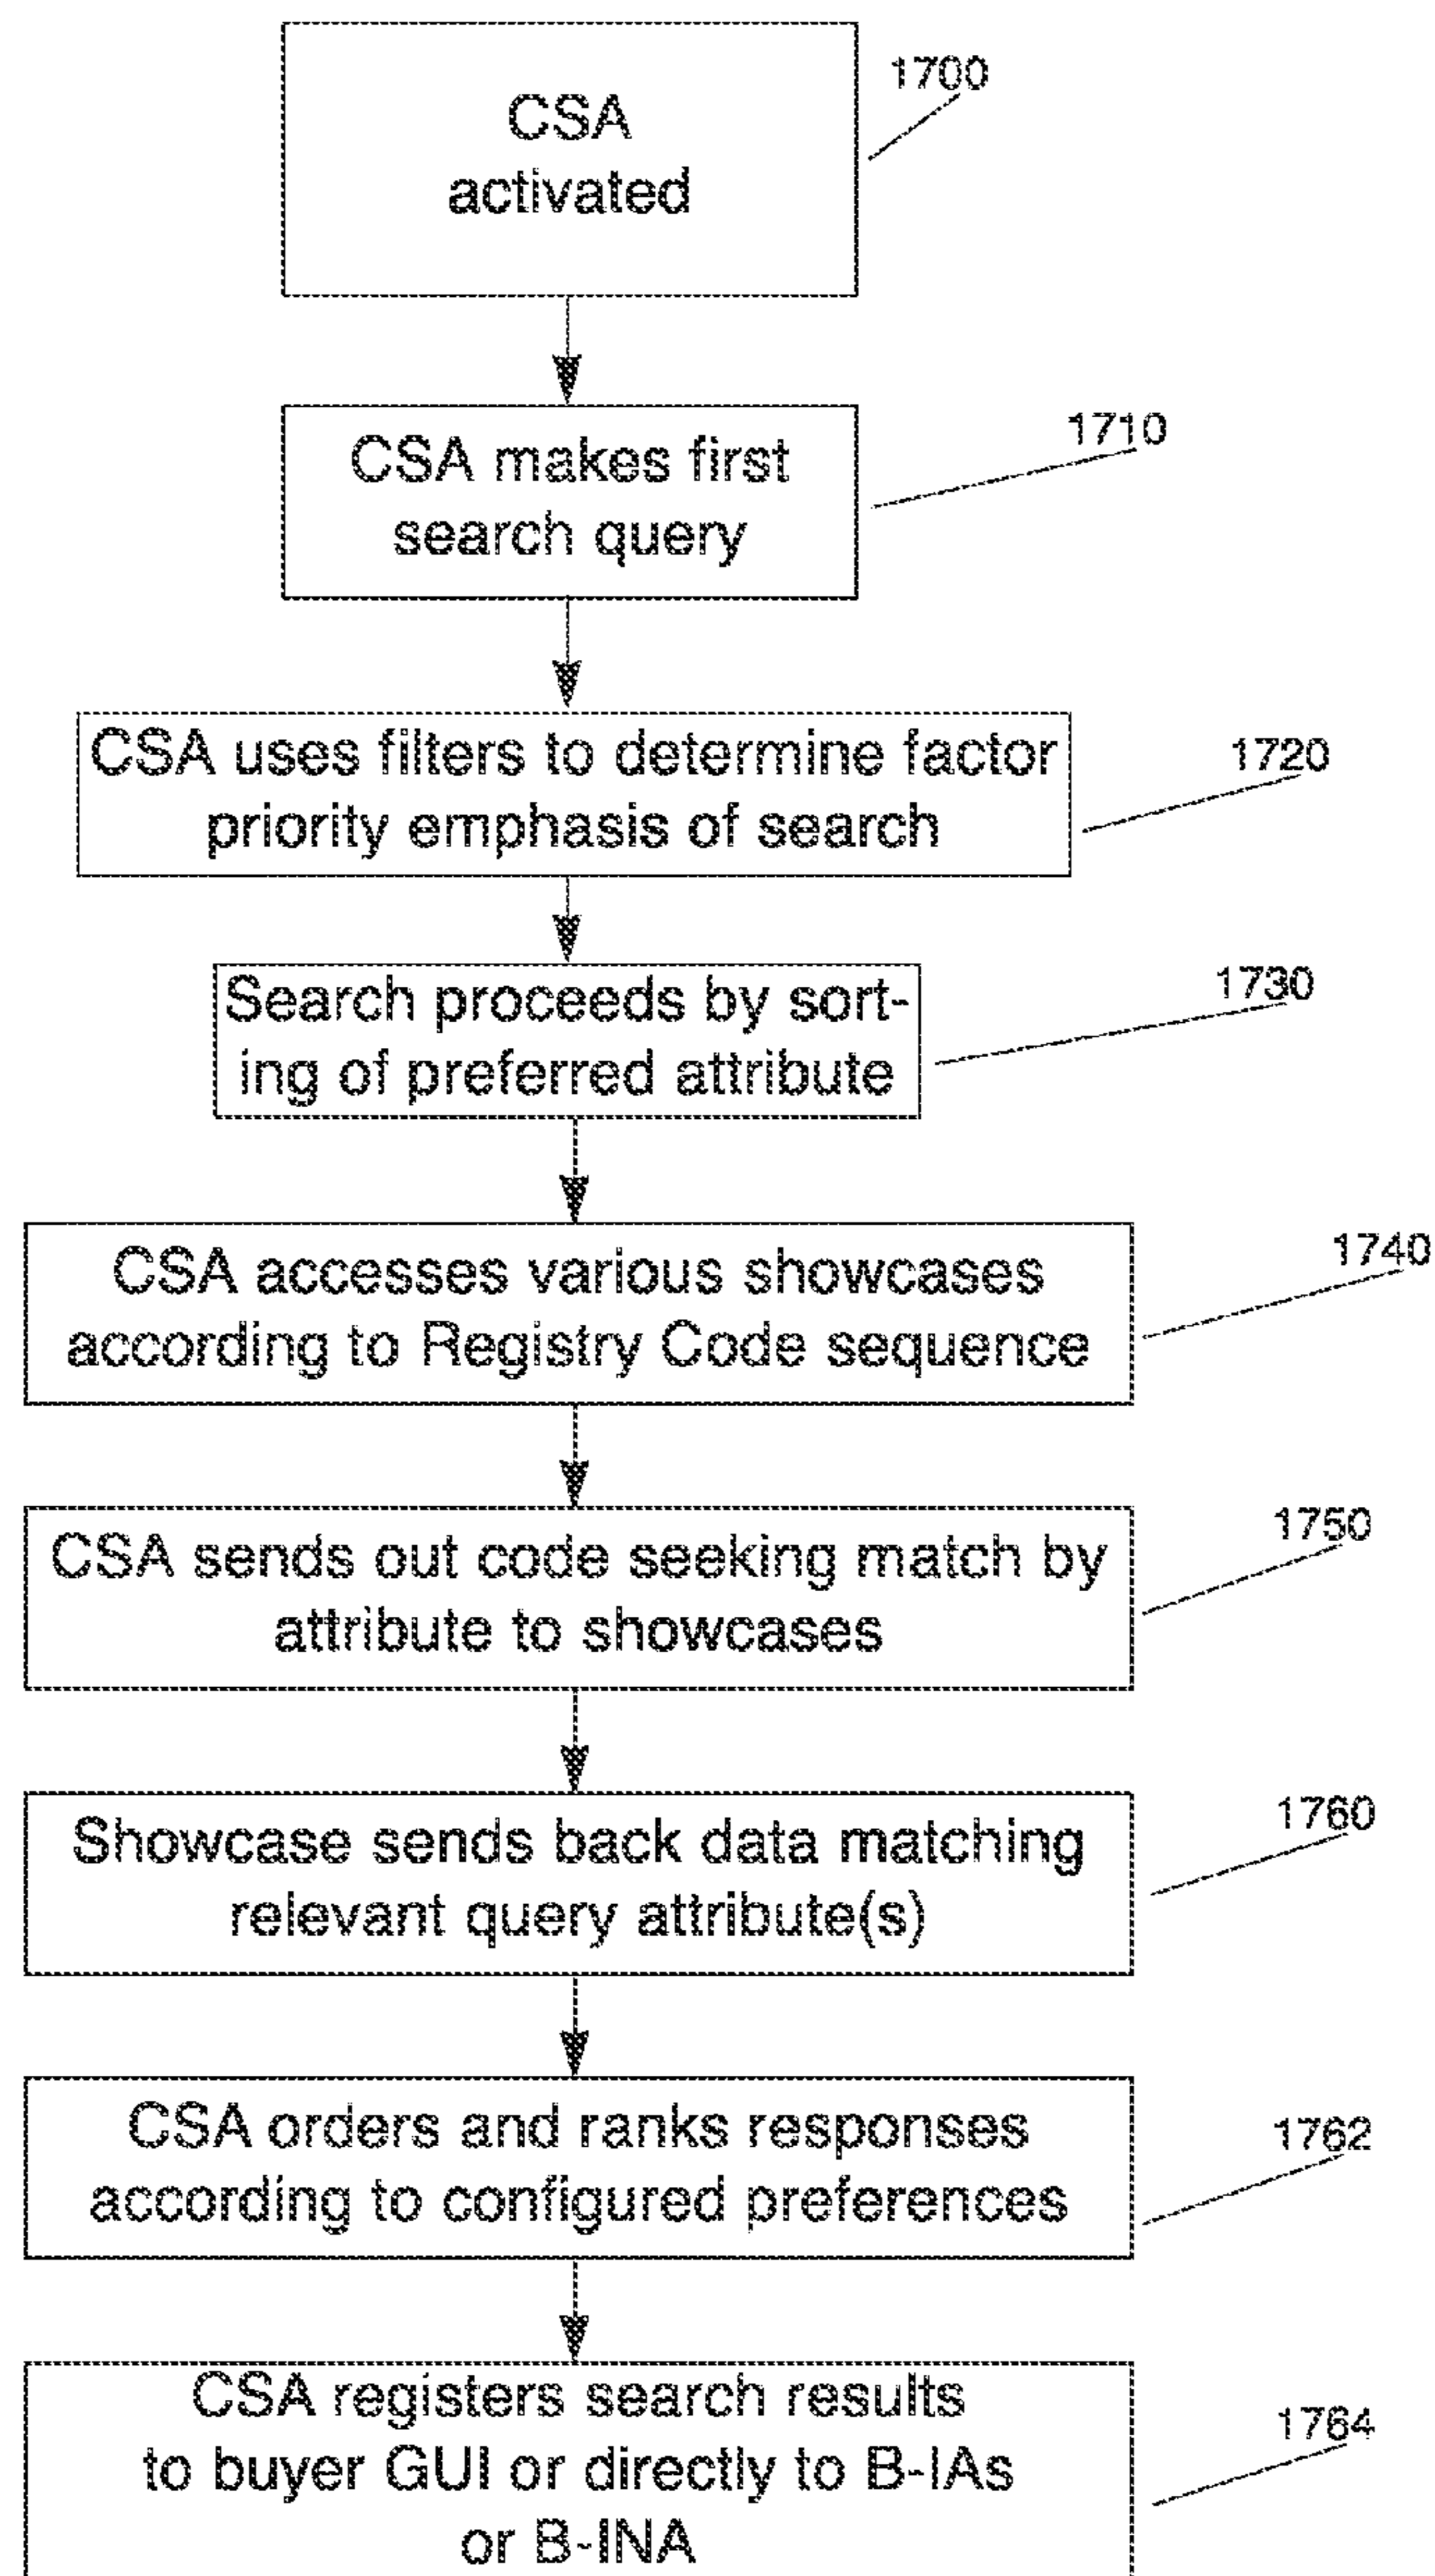 CSA
activated
1700
CSA makes first
search query
1710
CSA uses filters to determine factor
priority emphasis of search
1720
Search proceeds by sort-
ing of preferred attribute
1730
CSA accesses various showcases
according to Registry Code sequence
1740
CSA sends out code seeking match by
attribute to showcases
1750
Showcase sends back data matching
relevant query attribute(s)
1760
CSA orders and ranks responses
according to configured preferences
1762
CSA registers search results
to buyer GUI or directly to B-IAs
or B-INA
1764